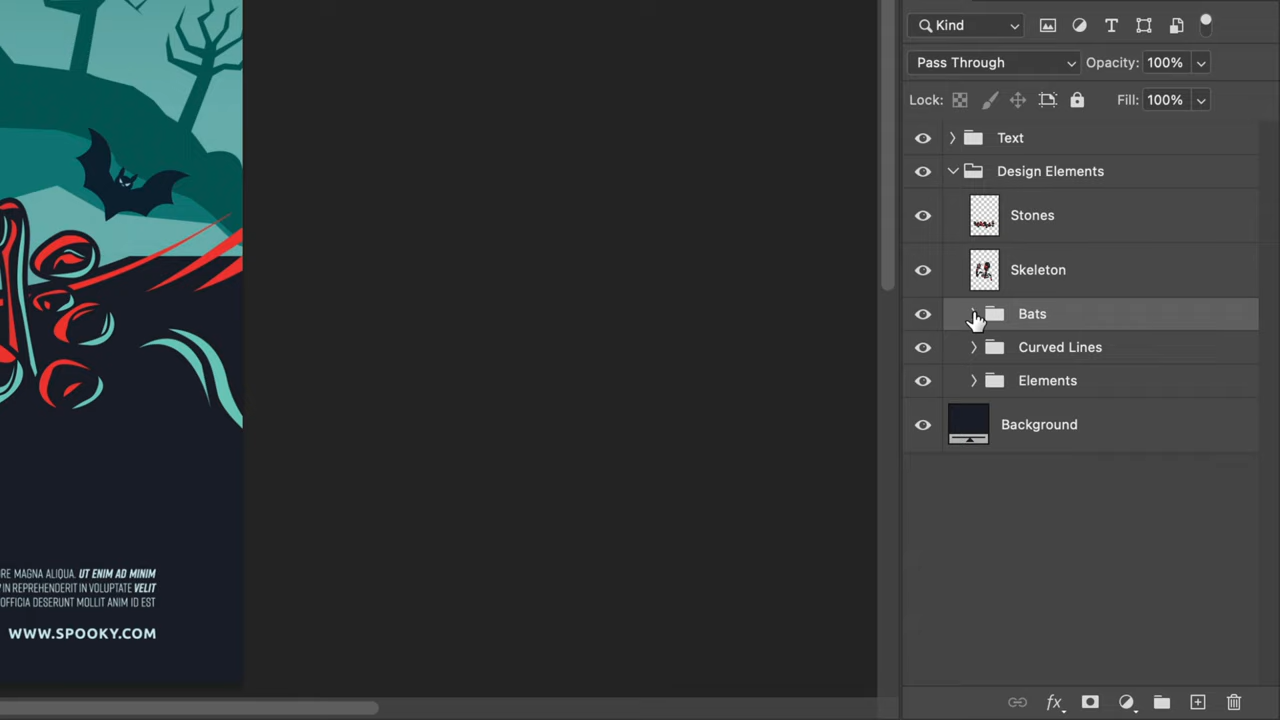 Kind
Pass Through Opacity: 100%
Lock: Fill: 100%
Text
Design Elements
Stones
Skeleton
Bats
Curved Lines
Elements
Background
fx
RE MAGNA ALIQUA. UT ENIM AD MINIM
IN REPREHENDERIT IN VOLUPTATE VELIT
OFFICIA DESERUNT MOLLIT ANIM ID EST
WWW.SPOOKY.COM